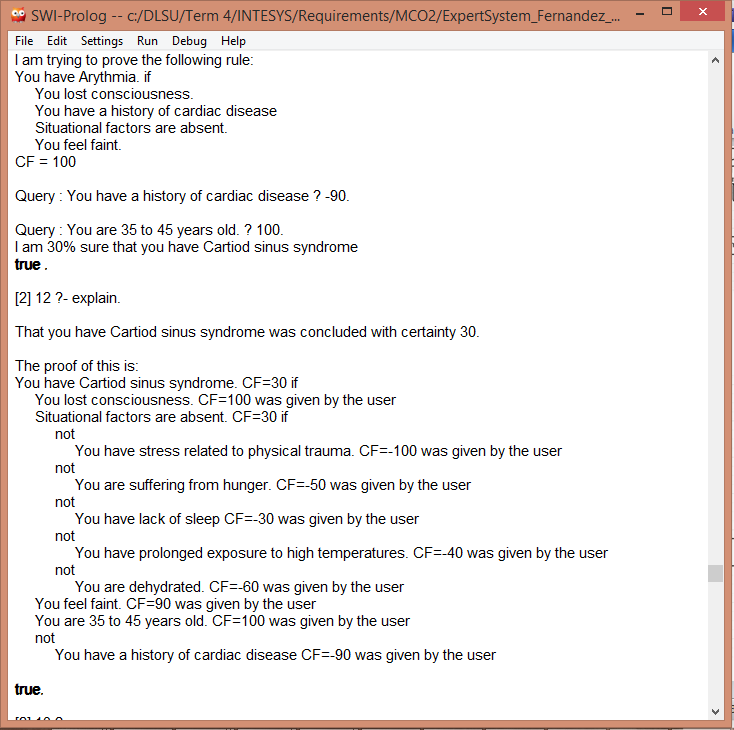 SWI-Prolog -- c:/DLSU/Term 4/INTESYS/Requirements/MCO2/ExpertSystem_Fernandez_...
File Edit Settings Run Debug Help
I am trying to prove the following rule:
You have Arythmia. if
You lost consciousness.
You have a history of cardiac disease
Situational factors are absent.
You feel faint.
CF = 100
Query : You have a history of cardiac disease ? -90.
Query : You are 35 to 45 years old. ? 100.
I am 30% sure that you have Cartiod sinus syndrome
true .
[2] 12 ?- explain.
That you have Cartiod sinus syndrome was concluded with certainty 30.
The proof of this is:
You have Cartiod sinus syndrome. CF=30 if
You lost consciousness. CF=100 was given by the user
Situational factors are absent. CF=30 if
not
You have stress related to physical trauma. CF=-100 was given by the user
not
You are suffering from hunger. CF=-50 was given by the user
not
You have lack of sleep CF=-30 was given by the user
not
You have prolonged exposure to high temperatures. CF=-40 was given by the user
not
You are dehydrated. CF=-60 was given by the user
You feel faint. CF=90 was given by the user
You are 35 to 45 years old. CF=100 was given by the user
not
You have a history of cardiac disease CF=-90 was given by the user
true.